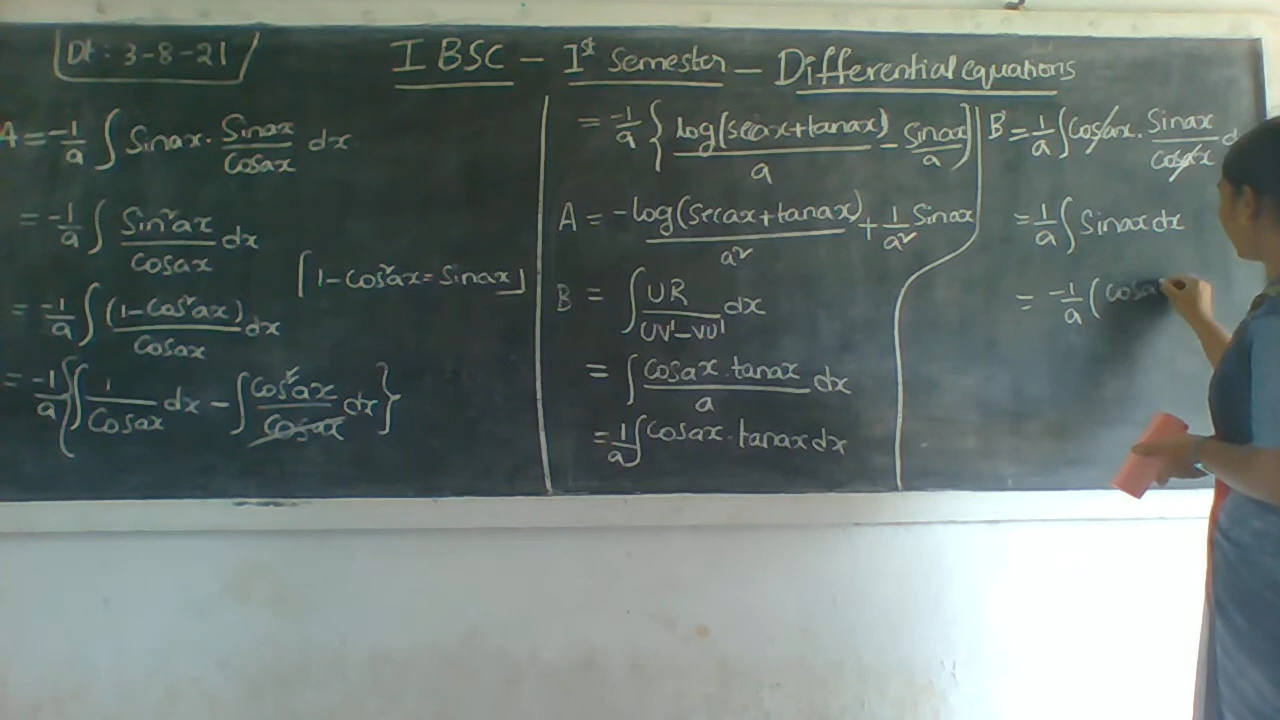 Dt : 3-8-21
I BSC - Ist Semester - Differential equations
A = -1/a ∫ Sinax · Sinax/Cosax dx
= -1/a ∫ Sin²ax/Cosax dx
[1-Cos²ax = Sinax]
= -1/a ∫ (1-Cos²ax)/Cosax dx
= -1/a {∫ 1/Cosax dx - ∫ Cos²ax/Cosax dx}
= -1/a { log(secax+tanax)/a - sinax/a }
A = -log(secax+tanax)/a² + 1/a² Sinax
B = ∫ UR/(UV'-VU') dx
= ∫ Cosax · tanax/a dx
= 1/a ∫ Cosax · tanax dx
B = 1/a ∫ Cosax · Sinax/Cosax d
= 1/a ∫ Sinax dx
= -1/a (Cosa